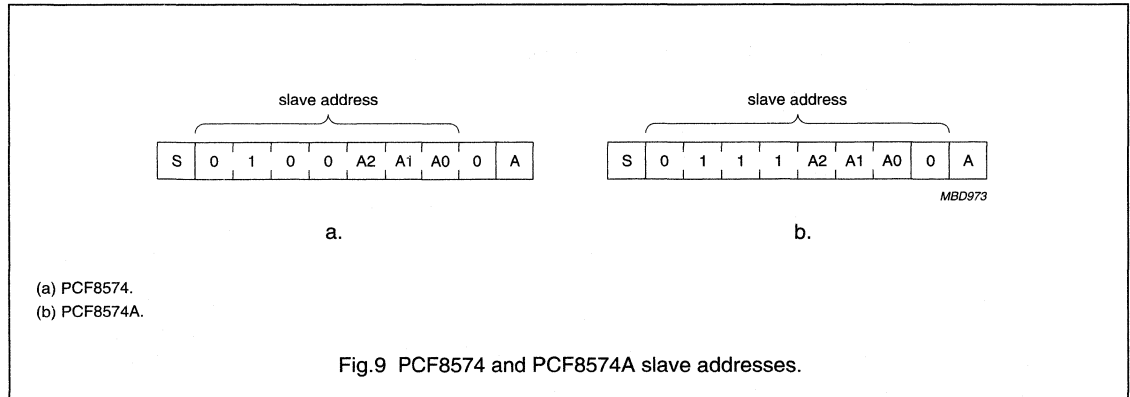 slave address
S 0 1 0 0 A2 A1 A0 0 A
a.
slave address
S 0 1 1 1 A2 A1 A0 0 A
MBD973
b.
(a) PCF8574.
(b) PCF8574A.
Fig.9 PCF8574 and PCF8574A slave addresses.